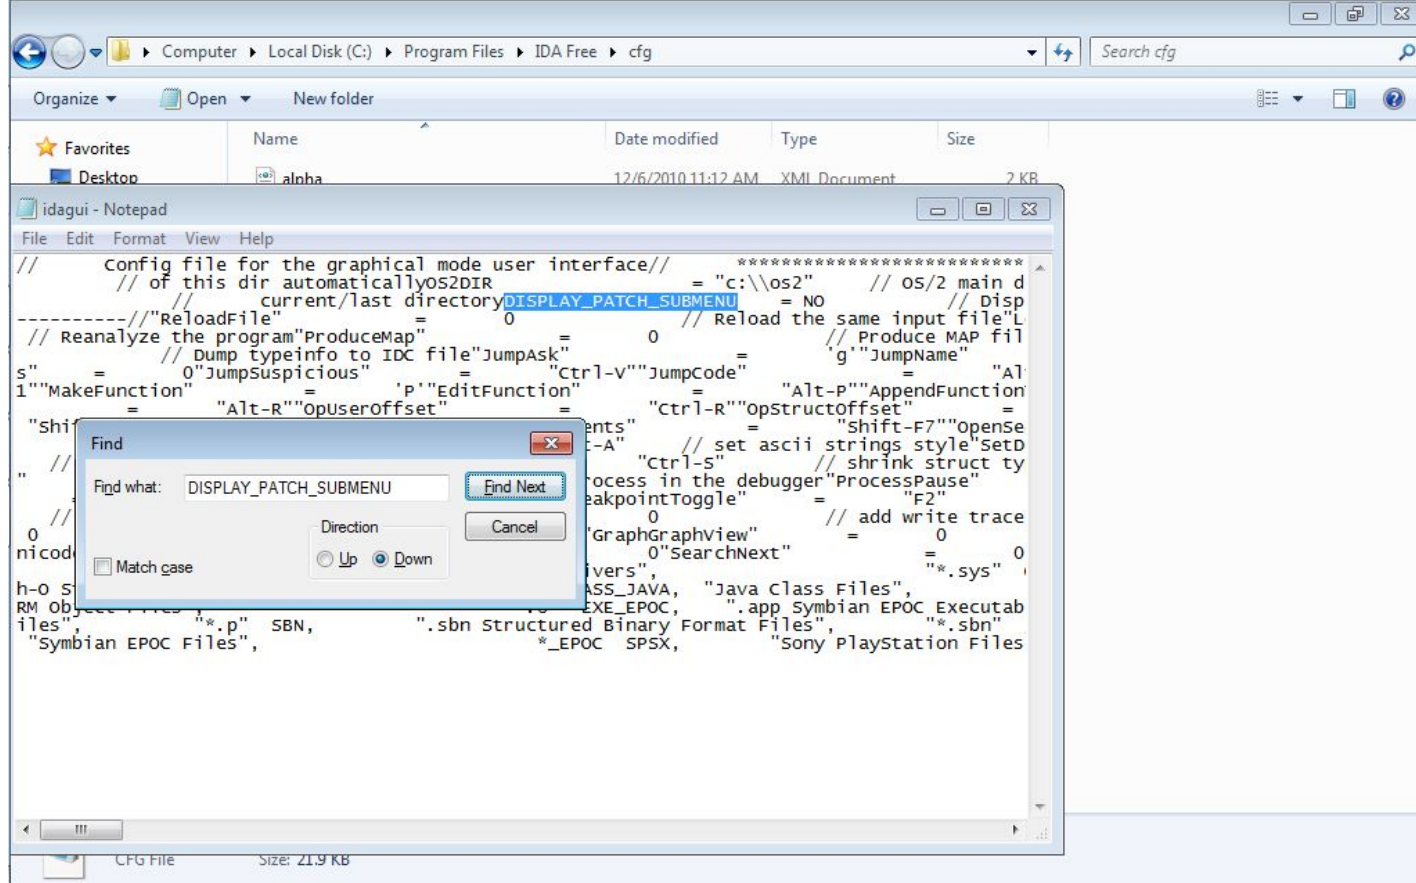 Computer ▸ Local Disk (C:) ▸ Program Files ▸ IDA Free ▸ cfg
Search cfg
Organize ▾ Open ▾ New folder
Name Date modified Type Size
Favorites
Desktop
alpha 12/6/2010 11:12 AM XML Document 2 KB
idagui - Notepad
File Edit Format View Help
// Config file for the graphical mode user interface// **************************
// of this dir automaticallyOS2DIR = "c:\\os2" // OS/2 main d
// current/last directoryDISPLAY_PATCH_SUBMENU = NO // Disp
----------//"ReloadFile" = 0 // Reload the same input file"L
// Reanalyze the program"ProduceMap" = 0 // Produce MAP fil
// Dump typeinfo to IDC file"JumpAsk" = 'g'"JumpName"
s" = 0"JumpSuspicious" = "Ctrl-V""JumpCode" = "Al
1""MakeFunction" = 'P'"EditFunction" = "Alt-P""AppendFunction
= "Alt-R""OpUserOffset" = "Ctrl-R""OpStructOffset" =
"Shif ents" = "Shift-F7""OpenSe
t-A" // set ascii strings style"SetD
// "Ctrl-S" // shrink struct ty
" rocess in the debugger"ProcessPause"
eakpointToggle" = "F2"
// 0 // add write trace
0 "GraphGraphView" = 0
nicod 0"SearchNext" = 0
ivers", "*.sys"
h-O S ASS_JAVA, "Java Class Files",
RM Object Files", EXE_EPOC, ".app Symbian EPOC Executab
iles", "*.p" SBN, ".sbn Structured Binary Format Files", "*.sbn"
"Symbian EPOC Files", *_EPOC SPSX, "Sony PlayStation Files
Find
Find what: DISPLAY_PATCH_SUBMENU Find Next
Direction Cancel
Match case Up Down
CFG File Size: 21.9 KB